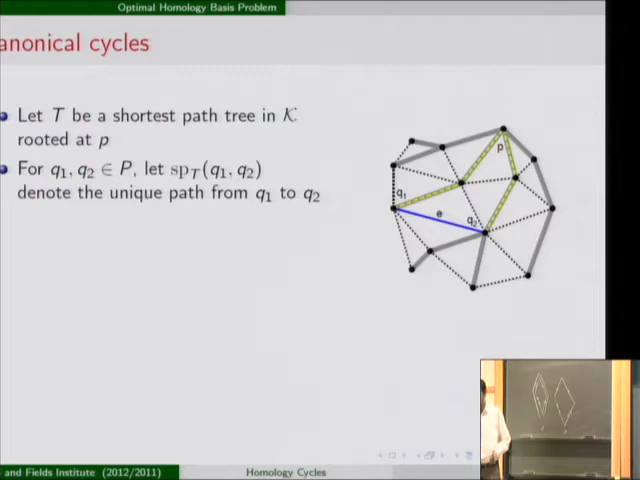 Optimal Homology Basis Problem
anonical cycles
Let T be a shortest path tree in K
rooted at p
For q₁, q₂ ∈ P, let sp_T(q₁, q₂)
denote the unique path from q₁ to q₂
p
q₁
e
q₂
and Fields Institute (2012/2011)
Homology Cycles